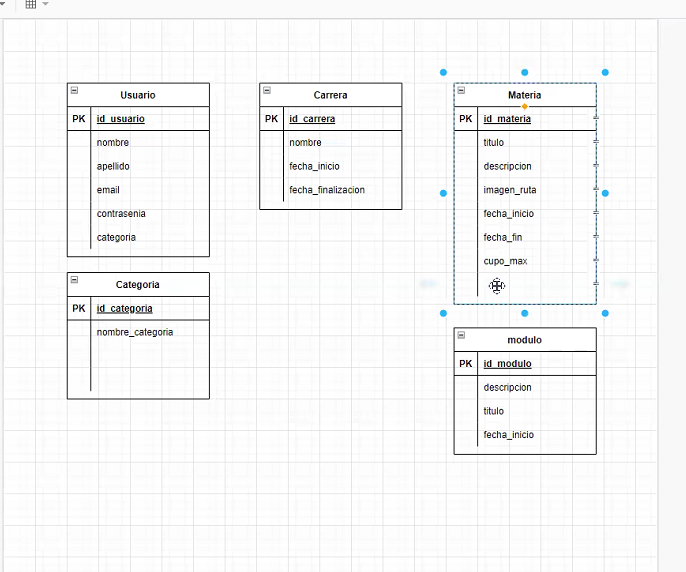 Usuario
PK id_usuario
nombre
apellido
email
contrasenia
categoria
Categoria
PK id_categoria
nombre_categoria
Carrera
PK id_carrera
nombre
fecha_inicio
fecha_finalizacion
Materia
PK id_materia
titulo
descripcion
imagen_ruta
fecha_inicio
fecha_fin
cupo_max
modulo
PK id_modulo
descripcion
titulo
fecha_inicio